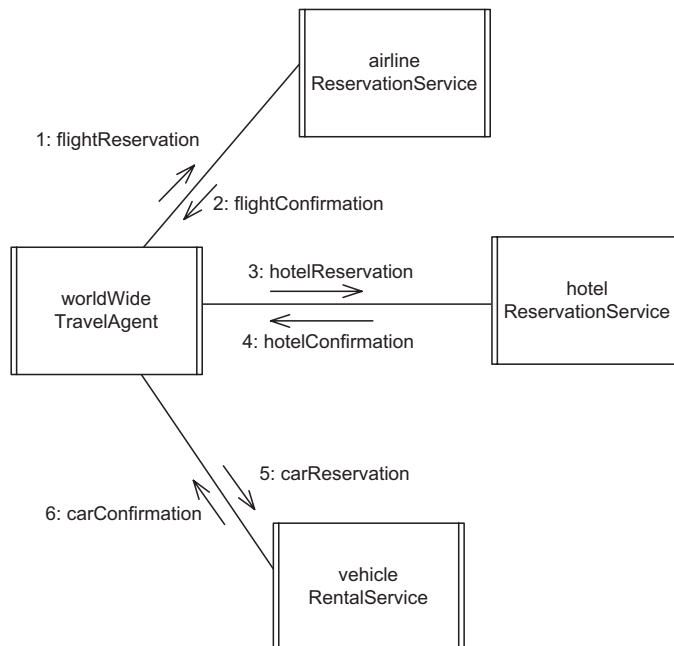 airline
ReservationService
1: flightReservation
2: flightConfirmation
worldWide
TravelAgent
3: hotelReservation
4: hotelConfirmation
hotel
ReservationService
5: carReservation
6: carConfirmation
vehicle
RentalService